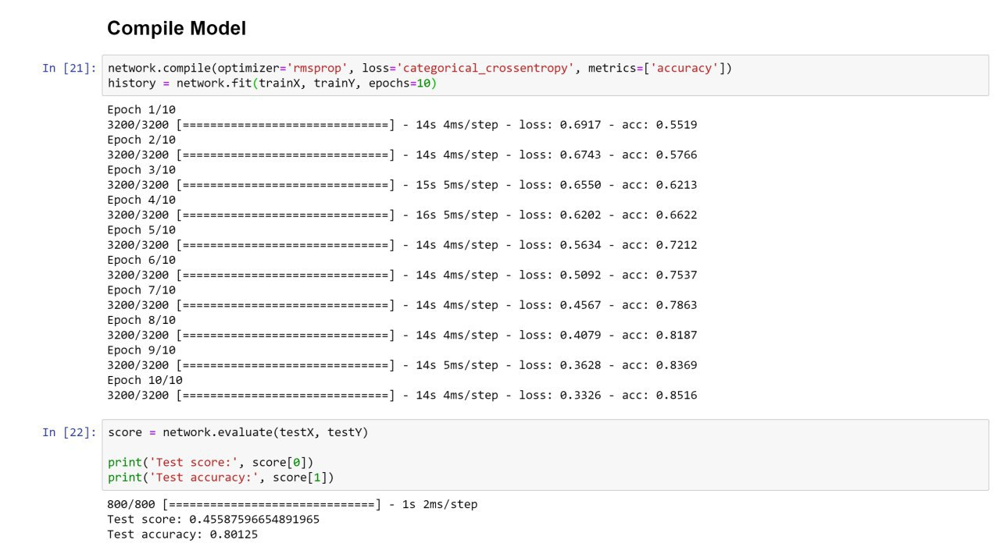 Compile Model
In [21]: network.compile(optimizer='rmsprop', loss='categorical_crossentropy', metrics=['accuracy'])
history = network.fit(trainX, trainY, epochs=10)
Epoch 1/10
3200/3200 [==============================] - 14s 4ms/step - loss: 0.6917 - acc: 0.5519
Epoch 2/10
3200/3200 [==============================] - 14s 4ms/step - loss: 0.6743 - acc: 0.5766
Epoch 3/10
3200/3200 [==============================] - 15s 5ms/step - loss: 0.6550 - acc: 0.6213
Epoch 4/10
3200/3200 [==============================] - 16s 5ms/step - loss: 0.6202 - acc: 0.6622
Epoch 5/10
3200/3200 [==============================] - 14s 4ms/step - loss: 0.5634 - acc: 0.7212
Epoch 6/10
3200/3200 [==============================] - 14s 4ms/step - loss: 0.5092 - acc: 0.7537
Epoch 7/10
3200/3200 [==============================] - 14s 4ms/step - loss: 0.4567 - acc: 0.7863
Epoch 8/10
3200/3200 [==============================] - 14s 4ms/step - loss: 0.4079 - acc: 0.8187
Epoch 9/10
3200/3200 [==============================] - 14s 5ms/step - loss: 0.3628 - acc: 0.8369
Epoch 10/10
3200/3200 [==============================] - 14s 4ms/step - loss: 0.3326 - acc: 0.8516
In [22]: score = network.evaluate(testX, testY)
print('Test score:', score[0])
print('Test accuracy:', score[1])
800/800 [==============================] - 1s 2ms/step
Test score: 0.45587596654891965
Test accuracy: 0.80125